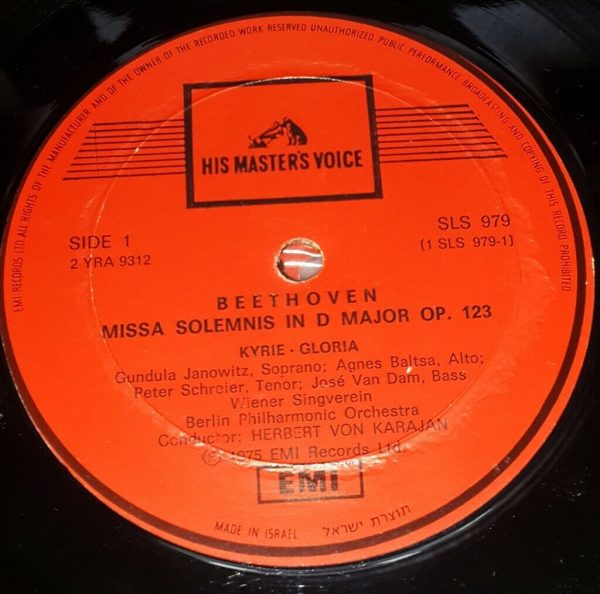 EMI RECORDS LTD ALL RIGHTS OF THE MANUFACTURER AND OF THE OWNER OF THE RECORDED WORK RESERVED UNAUTHORIZED PUBLIC PERFORMANCE BROADCASTING AND COPYING OF THIS RECORD PROHIBITED
HIS MASTER'S VOICE
SIDE 1
2 YRA 9312
SLS 979
(1 SLS 979-1)
BEETHOVEN
MISSA SOLEMNIS IN D MAJOR OP. 123
KYRIE - GLORIA
Gundula Janowitz, Soprano; Agnes Baltsa, Alto;
Peter Schreier, Tenor; José Van Dam, Bass
Wiener Singverein
Berlin Philharmonic Orchestra
Conductor: HERBERT VON KARAJAN
℗ 1975 EMI Records Ltd.
EMI
MADE IN ISRAEL תוצרת ישראל